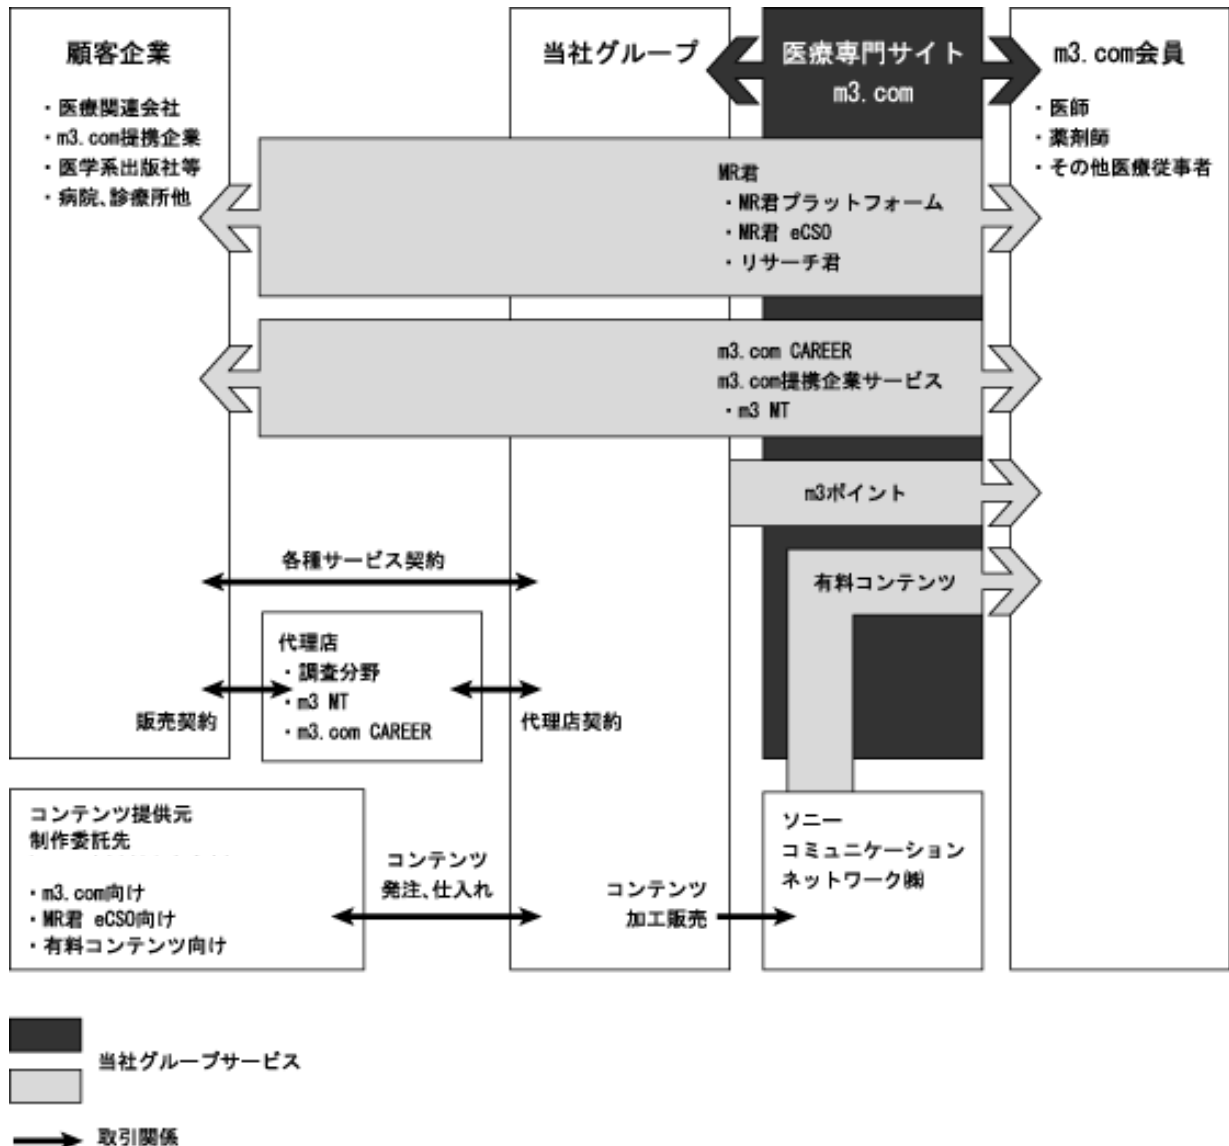 顧客企業
・医療関連会社
・m3.com提携企業
・医学系出版社等
・病院、診療所他
当社グループ
医療専門サイト
m3.com
m3.com会員
・医師
・薬剤師
・その他医療従事者
MR君
・MR君プラットフォーム
・MR君 eCSO
・リサーチ君
m3.com CAREER
m3.com提携企業サービス
・m3 MT
m3ポイント
有料コンテンツ
各種サービス契約
代理店
・調査分野
・m3 MT
・m3.com CAREER
販売契約
代理店契約
コンテンツ提供元
制作委託先
・m3.com向け
・MR君 eCSO向け
・有料コンテンツ向け
コンテンツ
発注、仕入れ
コンテンツ
加工販売
ソニー
コミュニケーション
ネットワーク㈱
当社グループサービス
取引関係